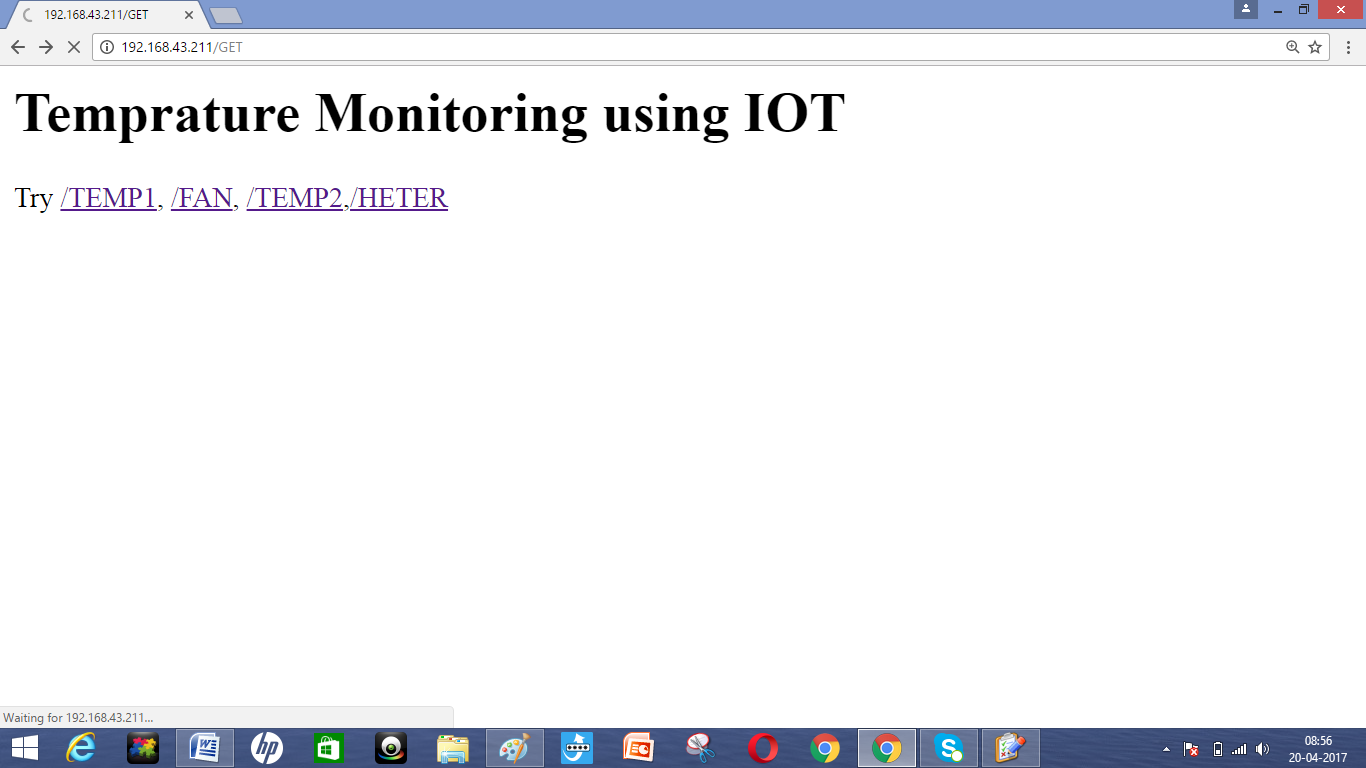 192.168.43.211/GET
192.168.43.211/GET
Temprature Monitoring using IOT
Try /TEMP1, /FAN, /TEMP2,/HETER
Waiting for 192.168.43.211...
hp
08:56
20-04-2017